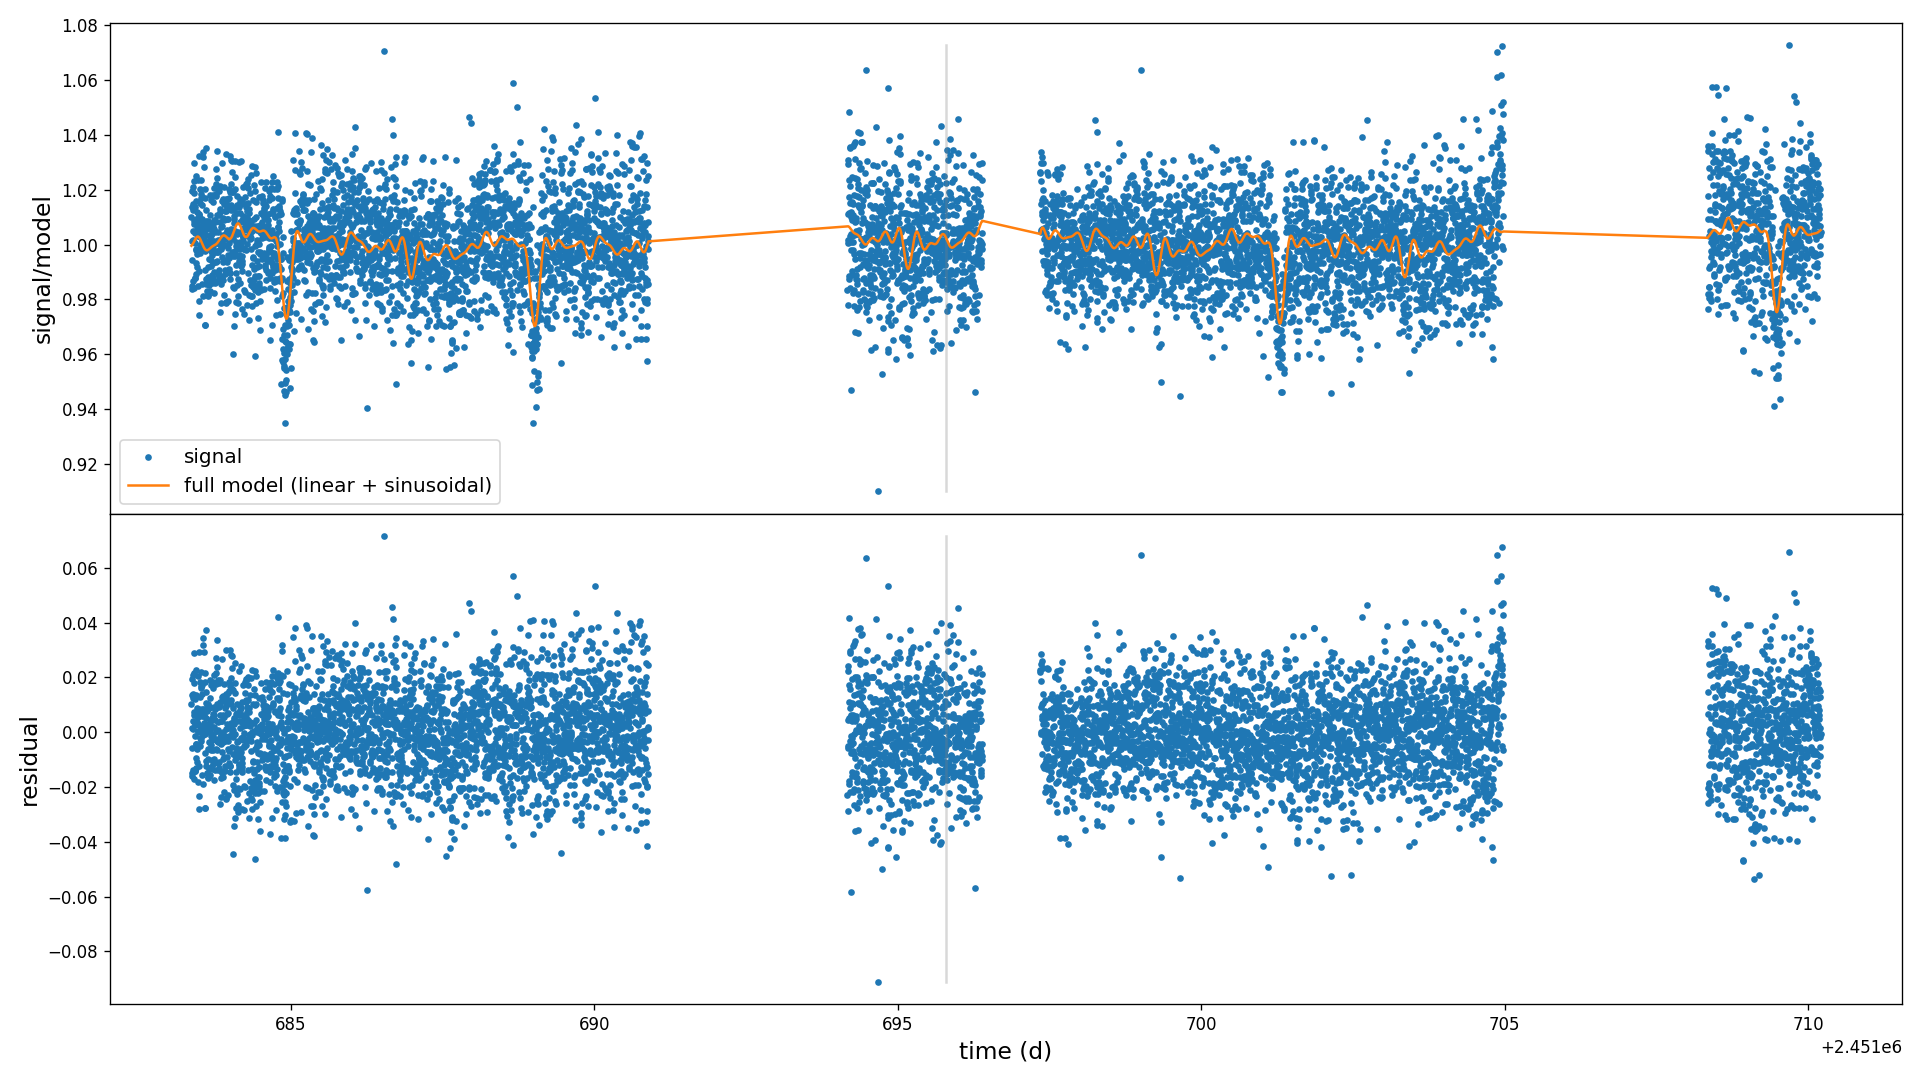 1.08
1.06
1.04
1.02
1.00
0.98
0.96
0.94
0.92
signal/model
signal
full model (linear + sinusoidal)
0.06
0.04
0.02
0.00
−0.02
−0.04
−0.06
−0.08
residual
685 690 695 700 705 710
time (d)
+2.451e6